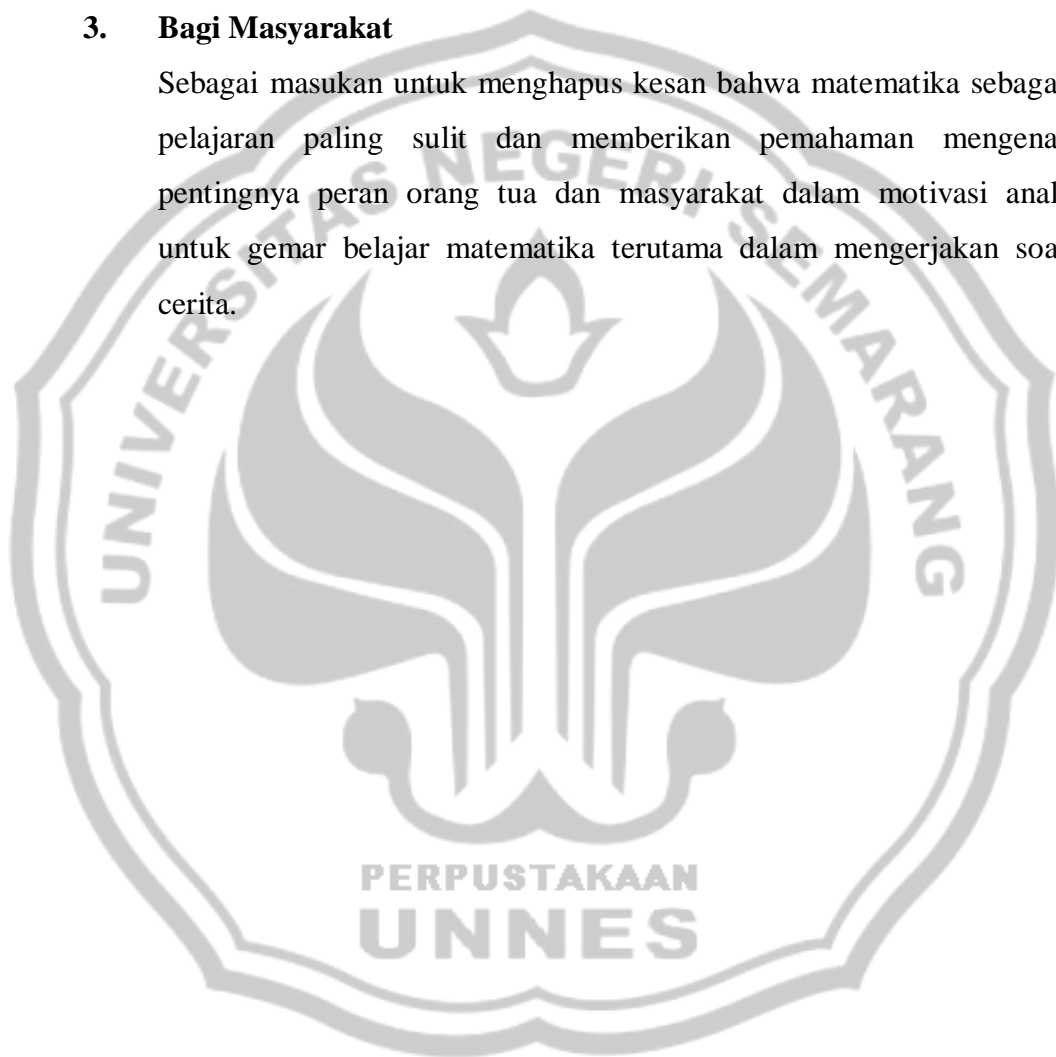 3. Bagi Masyarakat
Sebagai masukan untuk menghapus kesan bahwa matematika sebaga
pelajaran paling sulit dan memberikan pemahaman mengena
pentingnya peran orang tua dan masyarakat dalam motivasi ana
untuk gemar belajar matematika terutama dalam mengerjakan soa
cerita.
UNIVERSITAS NEGERI SEMARANG
PERPUSTAKAAN
UNNES